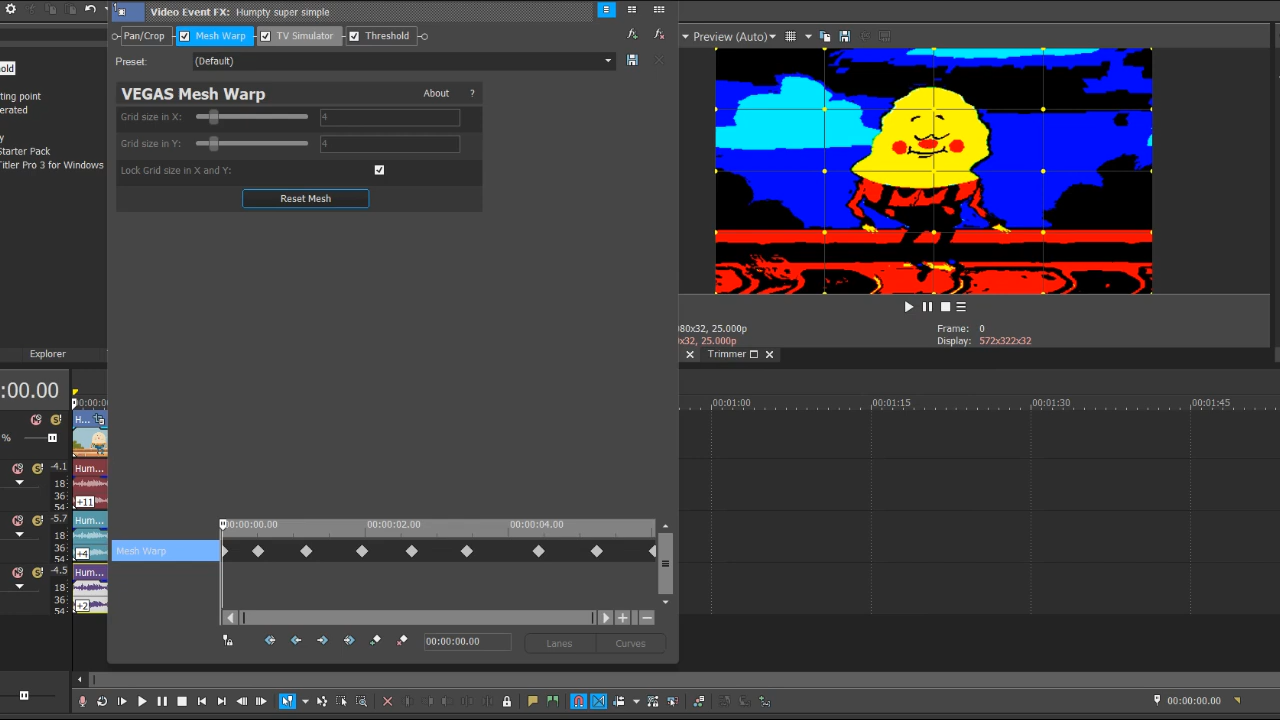 Video Event FX: Humpty super simple
Pan/Crop Mesh Warp TV Simulator Threshold
Preset: (Default)
VEGAS Mesh Warp About ?
Grid size in X: 4
Grid size in Y: 4
Lock Grid size in X and Y:
Reset Mesh
old
ting point
erated
y
Starter Pack
Titler Pro 3 for Windows
Preview (Auto)
80x32, 25.000p
x32, 25.000p
Frame: 0
Display: 572x322x32
Explorer
Trimmer
:00.00
00:00:0
00:01:00 00:01:15 00:01:30 00:01:45
%
H...
-4.1
18
36
54
Hum...
+11
-5.7
18
36
54
Hum...
+4
-4.5
18
36
54
Hum...
+2
00:00:00.00 00:00:02.00 00:00:04.00
Mesh Warp
00:00:00.00
Lanes Curves
00:00:00.00